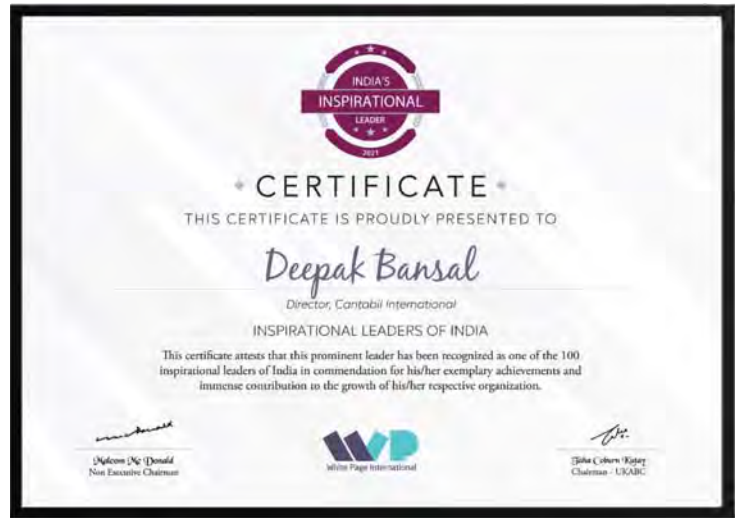 INDIA'S
INSPIRATIONAL
LEADER
2021
CERTIFICATE
THIS CERTIFICATE IS PROUDLY PRESENTED TO
Deepak Bansal
Director, Cantabil International
INSPIRATIONAL LEADERS OF INDIA
This certificate attests that this prominent leader has been recognized as one of the 100
inspirational leaders of India in commendation for his/her exemplary achievements and
immense contribution to the growth of his/her respective organization.
Malcom Mc Donald
Non Executive Chairman
WP
White Page International
Coburn
Chairman - UKABC